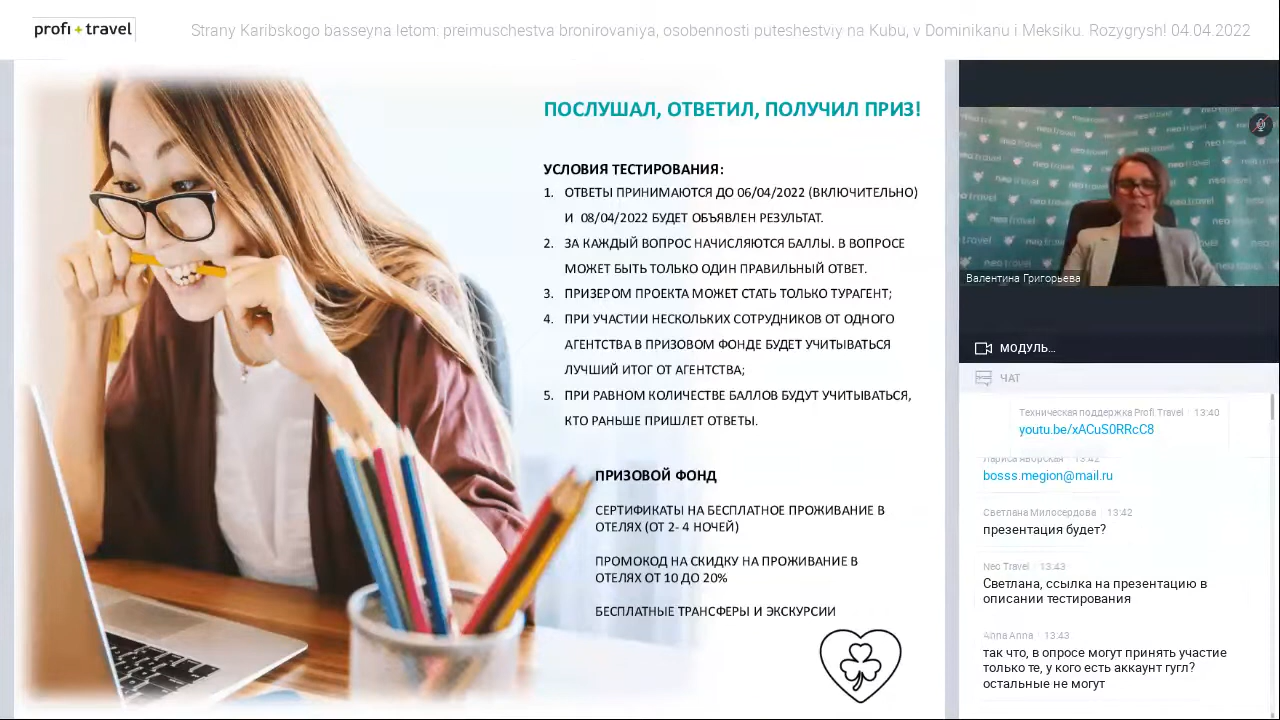 profi + travel
Strany Karibskogo basseyna letom: preimuschestva bronirovaniya, osobennosti puteshestviy na Kubu, v Dominikanu i Meksiku. Rozygrysh! 04.04.2022
ПОСЛУШАЛ, ОТВЕТИЛ, ПОЛУЧИЛ ПРИЗ!
УСЛОВИЯ ТЕСТИРОВАНИЯ:
1. ОТВЕТЫ ПРИНИМАЮТСЯ ДО 06/04/2022 (ВКЛЮЧИТЕЛЬНО)
И 08/04/2022 БУДЕТ ОБЪЯВЛЕН РЕЗУЛЬТАТ.
2. ЗА КАЖДЫЙ ВОПРОС НАЧИСЛЯЮТСЯ БАЛЛЫ. В ВОПРОСЕ
МОЖЕТ БЫТЬ ТОЛЬКО ОДИН ПРАВИЛЬНЫЙ ОТВЕТ.
3. ПРИЗЕРОМ ПРОЕКТА МОЖЕТ СТАТЬ ТОЛЬКО ТУРАГЕНТ;
4. ПРИ УЧАСТИИ НЕСКОЛЬКИХ СОТРУДНИКОВ ОТ ОДНОГО
АГЕНТСТВА В ПРИЗОВОМ ФОНДЕ БУДЕТ УЧИТЫВАТЬСЯ
ЛУЧШИЙ ИТОГ ОТ АГЕНТСТВА;
5. ПРИ РАВНОМ КОЛИЧЕСТВЕ БАЛЛОВ БУДУТ УЧИТЫВАТЬСЯ,
КТО РАНЬШЕ ПРИШЛЕТ ОТВЕТЫ.
ПРИЗОВОЙ ФОНД
СЕРТИФИКАТЫ НА БЕСПЛАТНОЕ ПРОЖИВАНИЕ В
ОТЕЛЯХ (ОТ 2- 4 НОЧЕЙ)
ПРОМОКОД НА СКИДКУ НА ПРОЖИВАНИЕ В
ОТЕЛЯХ ОТ 10 ДО 20%
БЕСПЛАТНЫЕ ТРАНСФЕРЫ И ЭКСКУРСИИ
neo travel
Валентина Григорьева
МОДУЛЬ...
ЧАТ
Техническая поддержка Profi Travel 13:40
youtu.be/xACuS0RRcC8
Лариса Яворская 13:42
bosss.megion@mail.ru
Светлана Милосердова 13:42
презентация будет?
Neo Travel 13:43
Светлана, ссылка на презентацию в
описании тестирования
Anna Anna 13:43
так что, в опросе могут принять участие
только те, у кого есть аккаунт гугл?
остальные не могут